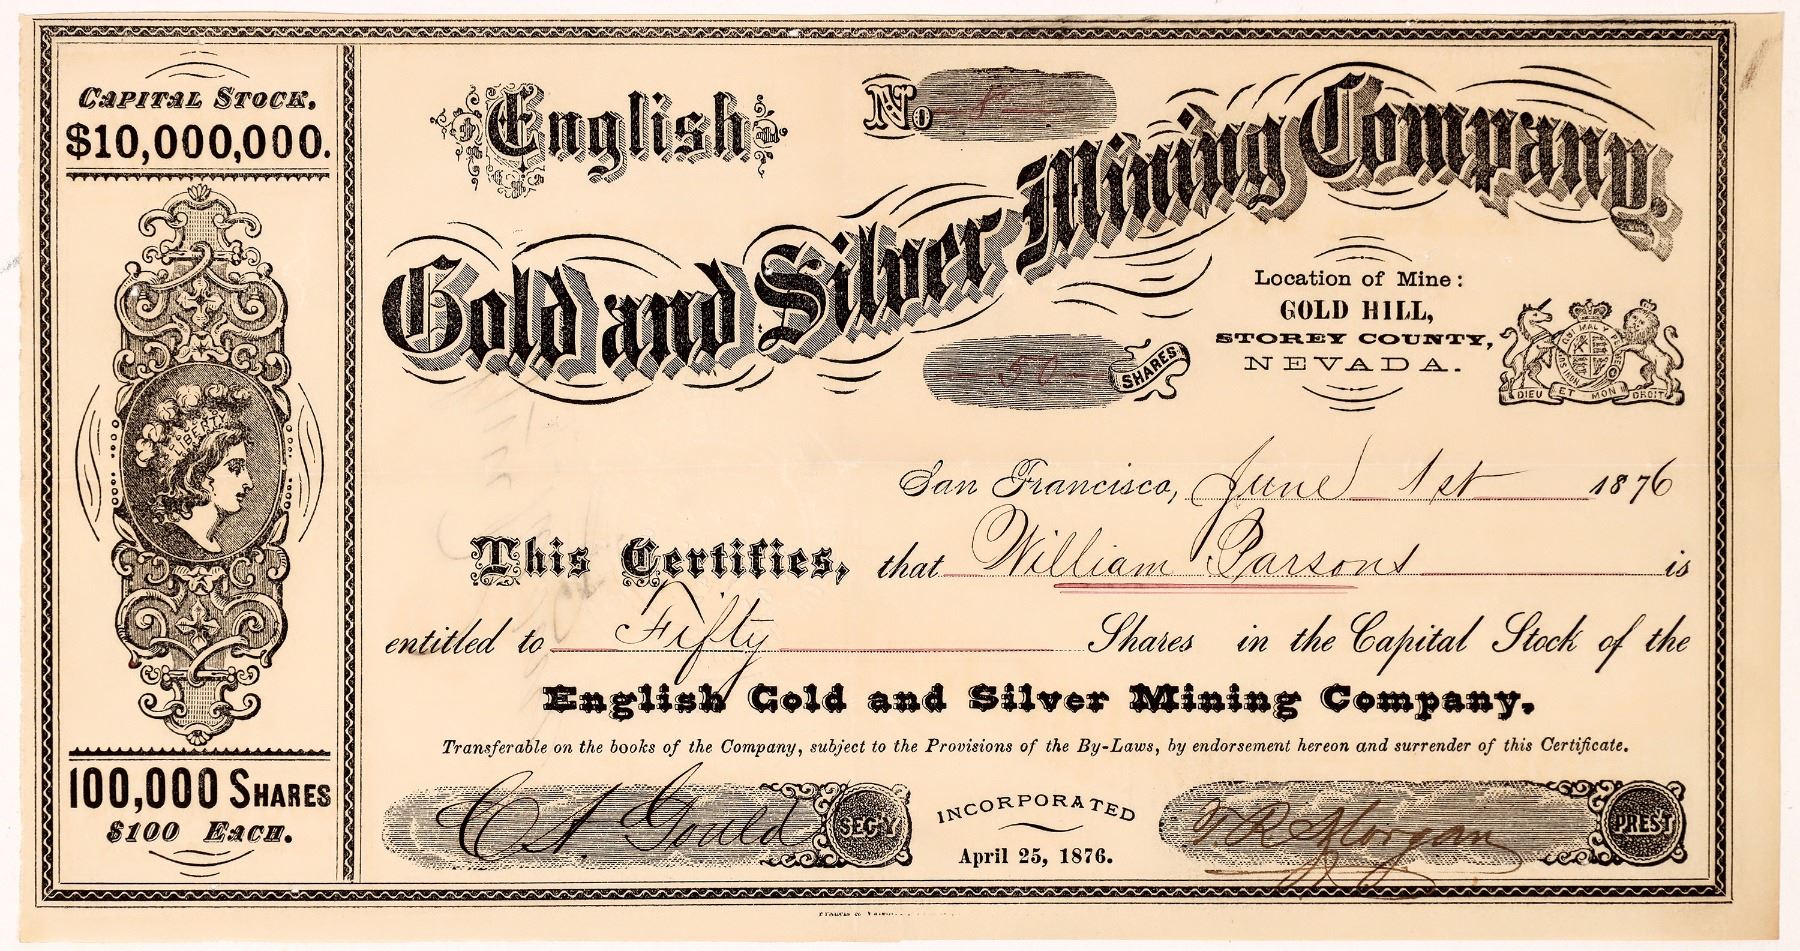 CAPITAL STOCK.
$10,000,000.
LIBERTY
100,000 SHARES
$100 EACH.
English
No 8
Gold and Silver Mining Company.
Location of Mine:
GOLD HILL,
STOREY COUNTY,
NEVADA.
DIEU ET MON DROIT
50 SHARES
San Francisco, June 1st 1876
This Certifies, that William Parsons is
entitled to Fifty Shares in the Capital Stock of the
English Gold and Silver Mining Company.
Transferable on the books of the Company, subject to the Provisions of the By-Laws, by endorsement hereon and surrender of this Certificate.
C A Gould SEC'Y
INCORPORATED
April 25, 1876.
F R Morgan PREST